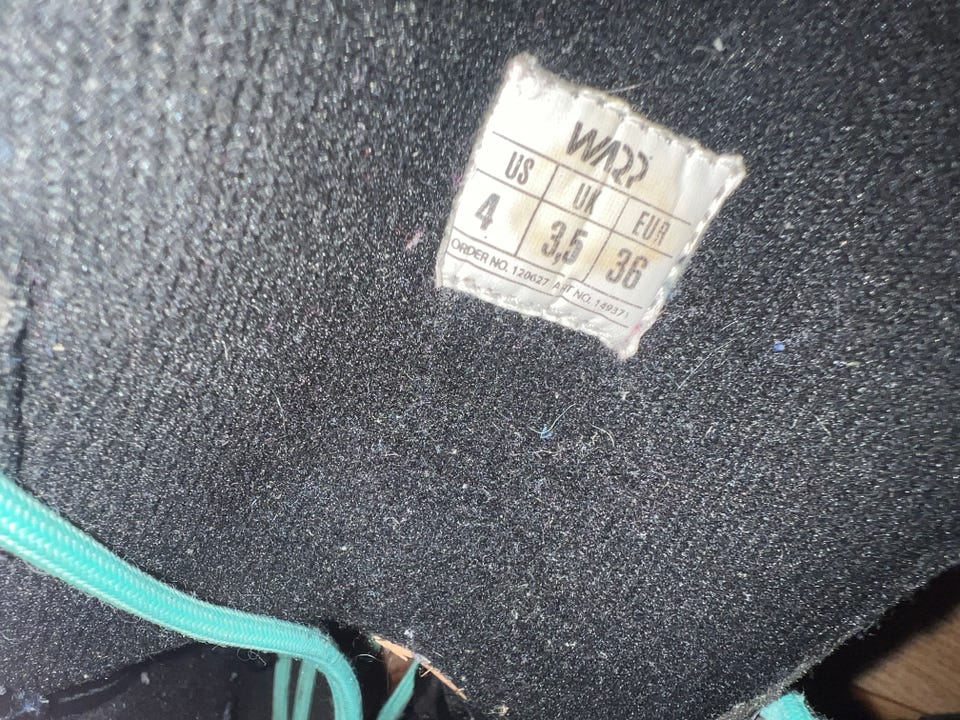 WARP
US UK EUR
4 3,5 36
ORDER NO. 120627 ART NO. 149371